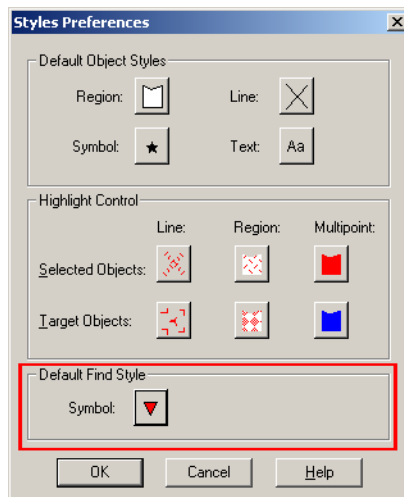 Styles Preferences
Default Object Styles
Region: Line:
Symbol: Text: Aa
Highlight Control
Line: Region: Multipoint:
Selected Objects:
Target Objects:
Default Find Style
Symbol:
OK Cancel Help